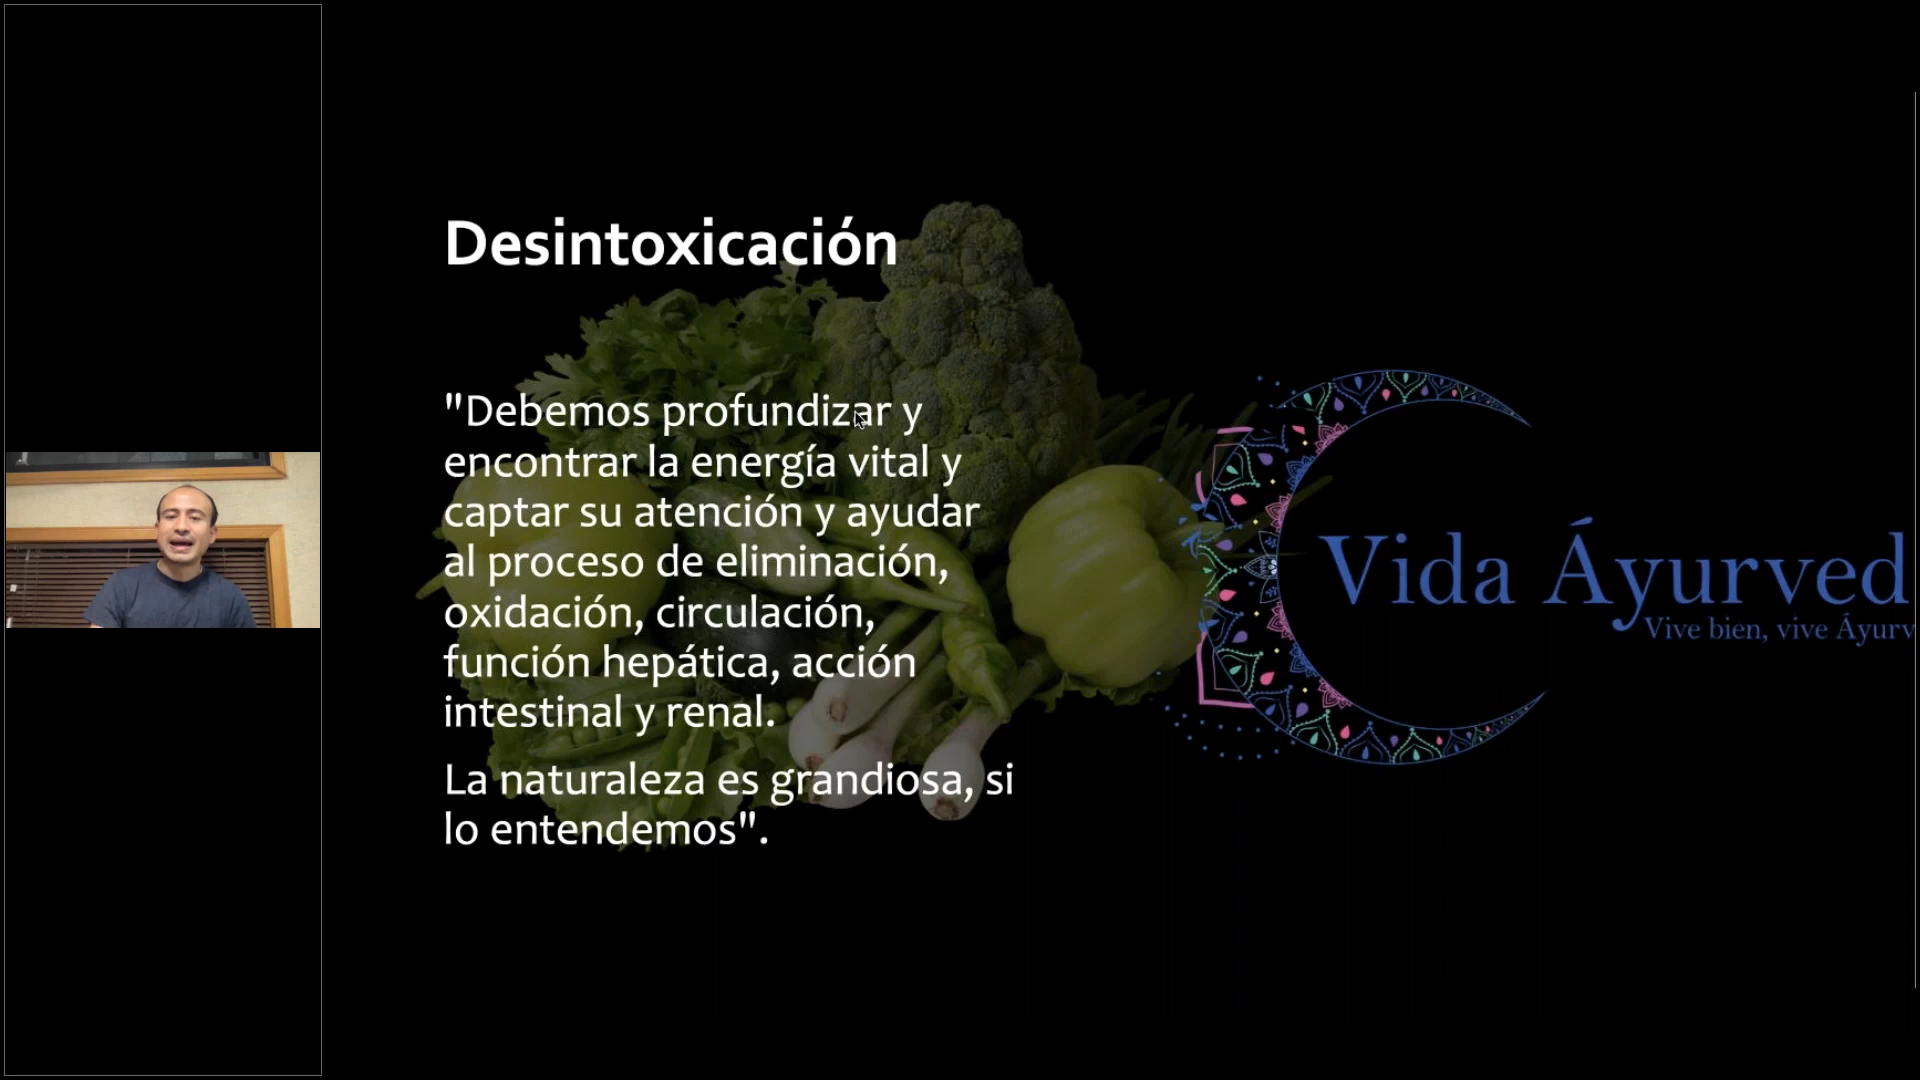 Desintoxicación
"Debemos profundizar y
encontrar la energía vital y
captar su atención y ayudar
al proceso de eliminación,
oxidación, circulación,
función hepática, acción
intestinal y renal.
La naturaleza es grandiosa, si
lo entendemos".
Vida Áyurved
Vive bien, vive Áyurv